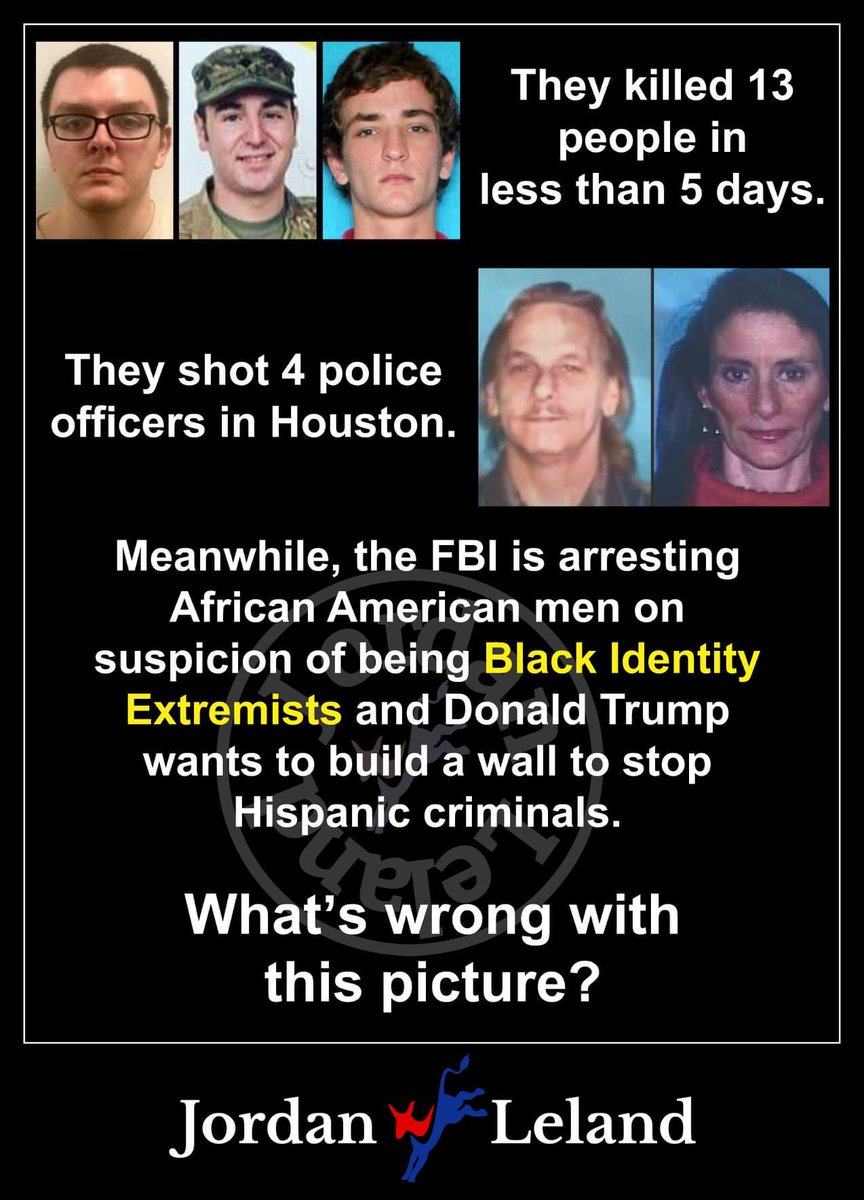 They killed 13
people in
less than 5 days.
They shot 4 police
officers in Houston.
Meanwhile, the FBI is arresting
African American men on
suspicion of being Black Identity
Extremists and Donald Trump
wants to build a wall to stop
Hispanic criminals.
What’s wrong with
this picture?
Jordan
Leland
Jordan Leland